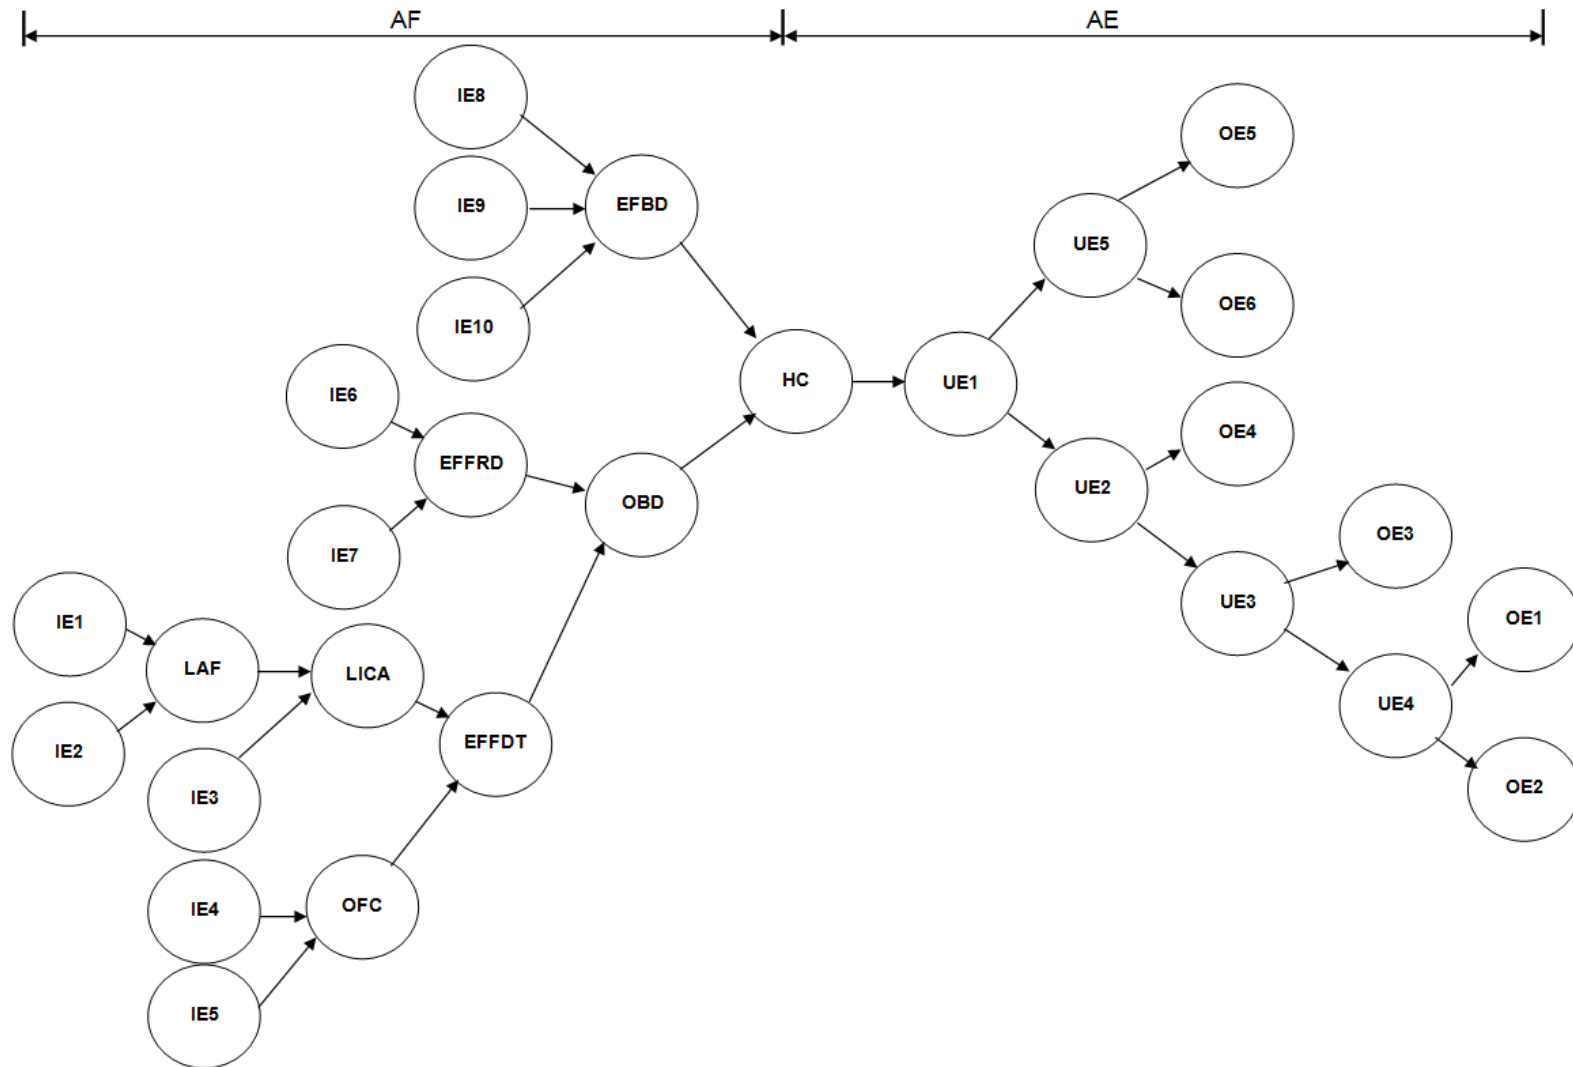 AF
AE
IE8
OE5
IE9
EFBD
UE5
IE10
OE6
HC
UE1
IE6
OE4
EFFRD
UE2
OBD
OE3
IE7
IE1
UE3
OE1
LAF
LICA
UE4
IE2
EFFDT
OE2
IE3
IE4
OFC
IE5